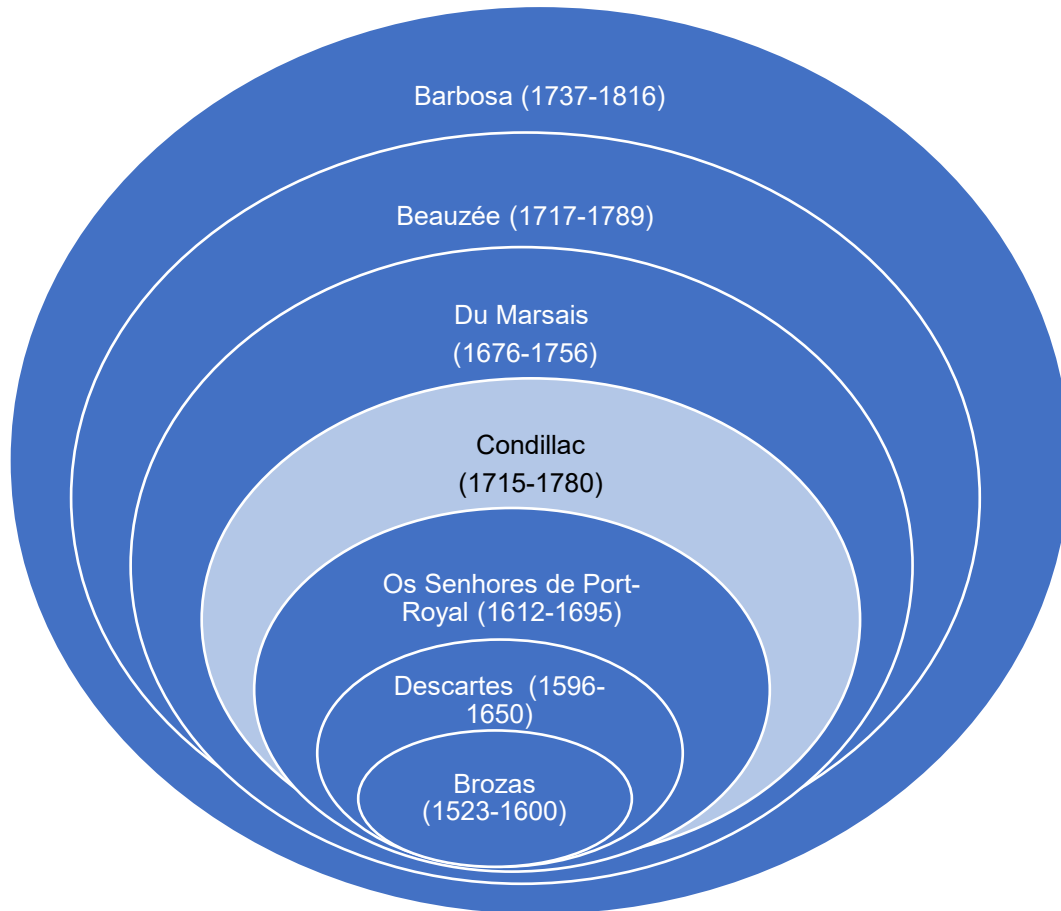 Barbosa (1737-1816)
Beauzée (1717-1789)
Du Marsais
(1676-1756)
Condillac
(1715-1780)
Os Senhores de Port-
Royal (1612-1695)
Descartes (1596-
1650)
Brozas
(1523-1600)